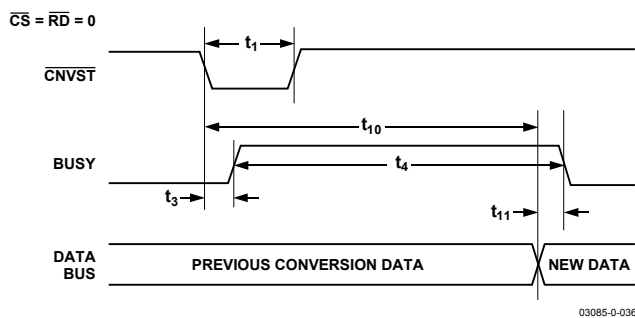 CS = RD = 0
t1
CNVST
t10
BUSY
t4
t3
t11
DATA
BUS
PREVIOUS CONVERSION DATA
NEW DATA
03085-0-036